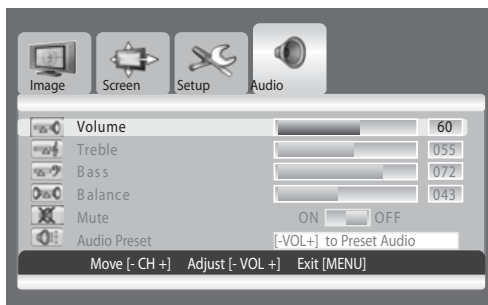 Image Screen Setup Audio
Volume 60
Treble 055
Bass 072
Balance 043
Mute ON OFF
Audio Preset [-VOL+] to Preset Audio
Move [- CH +] Adjust [- VOL +] Exit [MENU]